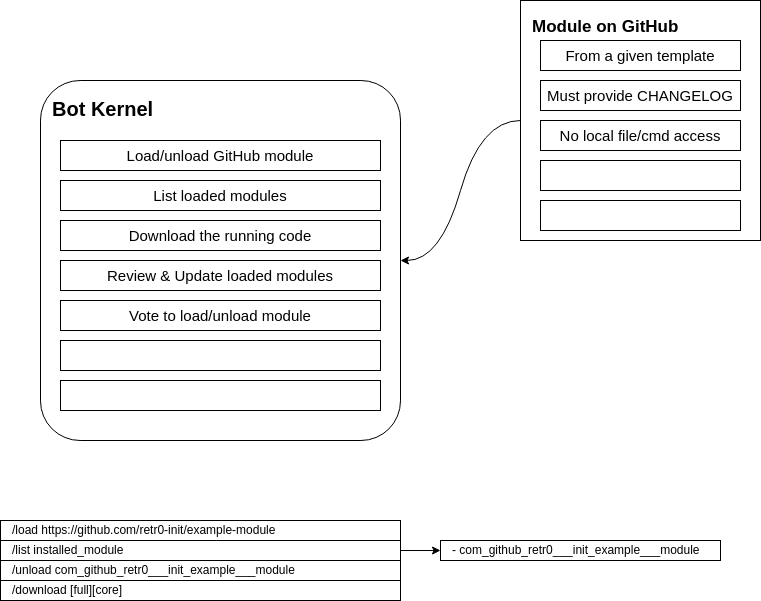 Module on GitHub
From a given template
Must provide CHANGELOG
No local file/cmd access
Bot Kernel
Load/unload GitHub module
List loaded modules
Download the running code
Review & Update loaded modules
Vote to load/unload module
/load https://github.com/retr0-init/example-module
/list installed_module
- com_github_retr0___init_example___module
/unload com_github_retr0___init_example___module
/download [full][core]